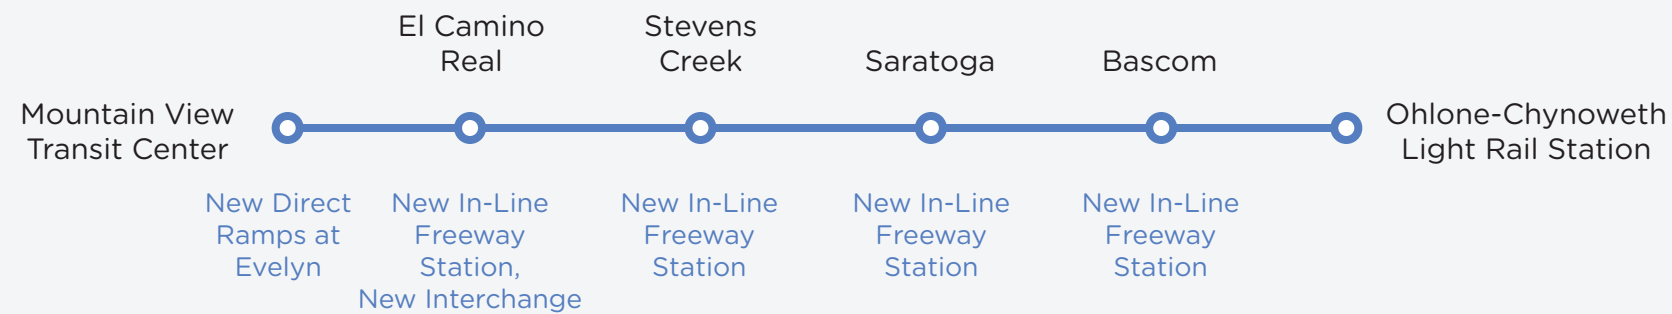 El Camino
Real
Stevens
Creek
Saratoga
Bascom
Mountain View
Transit Center
Ohlone-Chynoweth
Light Rail Station
New Direct
Ramps at
Evelyn
New In-Line
Freeway
Station,
New Interchange
New In-Line
Freeway
Station
New In-Line
Freeway
Station
New In-Line
Freeway
Station